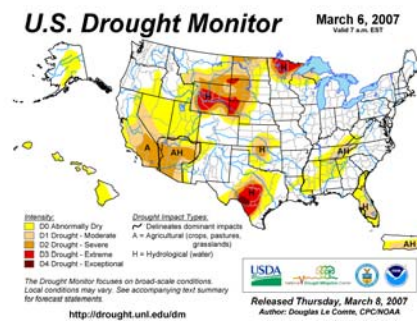 U.S. Drought Monitor
March 6, 2007
Valid 7 a.m. EST
H
H
A
AH
H
AH
H
H
AH
Intensity:
D0 Abnormally Dry
D1 Drought - Moderate
D2 Drought - Severe
D3 Drought - Extreme
D4 Drought - Exceptional
Drought Impact Types:
Delineates dominant impacts
A = Agricultural (crops, pastures,
grasslands)
H = Hydrological (water)
The Drought Monitor focuses on broad-scale conditions.
Local conditions may vary. See accompanying text summary
for forecast statements.
http://drought.unl.edu/dm
USDA
Released Thursday, March 8, 2007
Author: Douglas Le Comte, CPC/NOAA